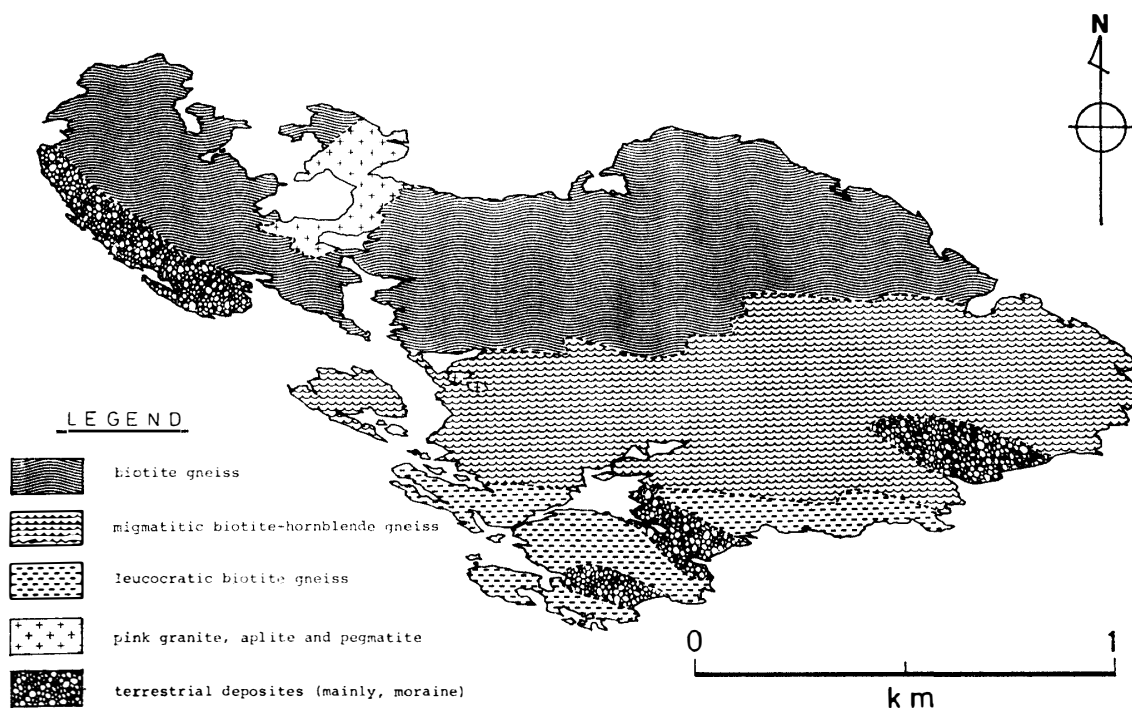 N
LEGEND
biotite gneiss
migmatitic biotite-hornblende gneiss
leucocratic biotite gneiss
pink granite, aplite and pegmatite
terrestrial deposites (mainly, moraine)
0 1
km